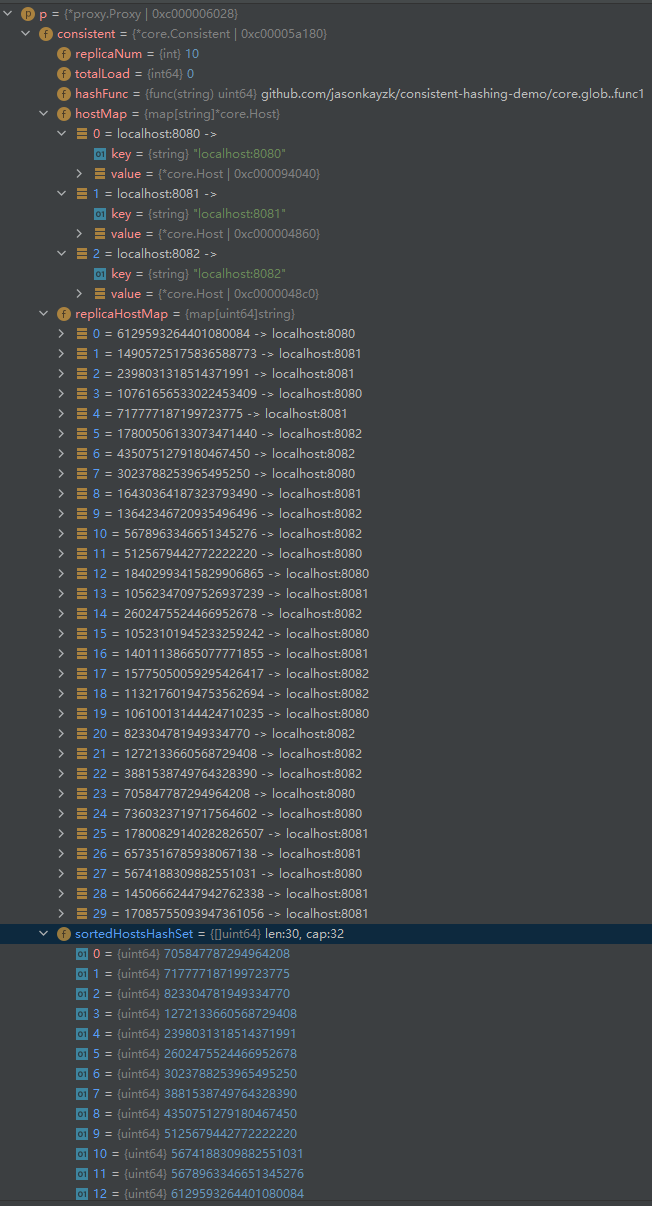 p = {*proxy.Proxy | 0xc000006028}
consistent = {*core.Consistent | 0xc00005a180}
replicaNum = {int} 10
totalLoad = {int64} 0
hashFunc = {func(string) uint64} github.com/jasonkayzk/consistent-hashing-demo/core.glob..func1
hostMap = {map[string]*core.Host}
0 = localhost:8080 ->
key = {string} "localhost:8080"
value = {*core.Host | 0xc000094040}
1 = localhost:8081 ->
key = {string} "localhost:8081"
value = {*core.Host | 0xc000004860}
2 = localhost:8082 ->
key = {string} "localhost:8082"
value = {*core.Host | 0xc0000048c0}
replicaHostMap = {map[uint64]string}
0 = 6129593264401080084 -> localhost:8080
1 = 14905725175836588773 -> localhost:8081
2 = 2398031318514371991 -> localhost:8081
3 = 10761656533022453409 -> localhost:8080
4 = 717777187199723775 -> localhost:8081
5 = 17800506133073471440 -> localhost:8082
6 = 4350751279180467450 -> localhost:8082
7 = 3023788253965495250 -> localhost:8080
8 = 16430364187323793490 -> localhost:8081
9 = 13642346720935496496 -> localhost:8082
10 = 5678963346651345276 -> localhost:8082
11 = 5125679442772222220 -> localhost:8080
12 = 18402993415829906865 -> localhost:8080
13 = 10562347097526937239 -> localhost:8081
14 = 2602475524466952678 -> localhost:8082
15 = 10523101945233259242 -> localhost:8080
16 = 14011138665077771855 -> localhost:8081
17 = 15775050059295426417 -> localhost:8082
18 = 11321760194753562694 -> localhost:8082
19 = 10610013144424710235 -> localhost:8080
20 = 823304781949334770 -> localhost:8082
21 = 1272133660568729408 -> localhost:8082
22 = 3881538749764328390 -> localhost:8082
23 = 705847787294964208 -> localhost:8080
24 = 7360323719717564602 -> localhost:8080
25 = 17800829140282826507 -> localhost:8081
26 = 6573516785938067138 -> localhost:8081
27 = 5674188309882551031 -> localhost:8080
28 = 14506662447942762338 -> localhost:8081
29 = 17085755093947361056 -> localhost:8081
sortedHostsHashSet = {[]uint64} len:30, cap:32
0 = {uint64} 705847787294964208
1 = {uint64} 717777187199723775
2 = {uint64} 823304781949334770
3 = {uint64} 1272133660568729408
4 = {uint64} 2398031318514371991
5 = {uint64} 2602475524466952678
6 = {uint64} 3023788253965495250
7 = {uint64} 3881538749764328390
8 = {uint64} 4350751279180467450
9 = {uint64} 5125679442772222220
10 = {uint64} 5674188309882551031
11 = {uint64} 5678963346651345276
12 = {uint64} 6129593264401080084